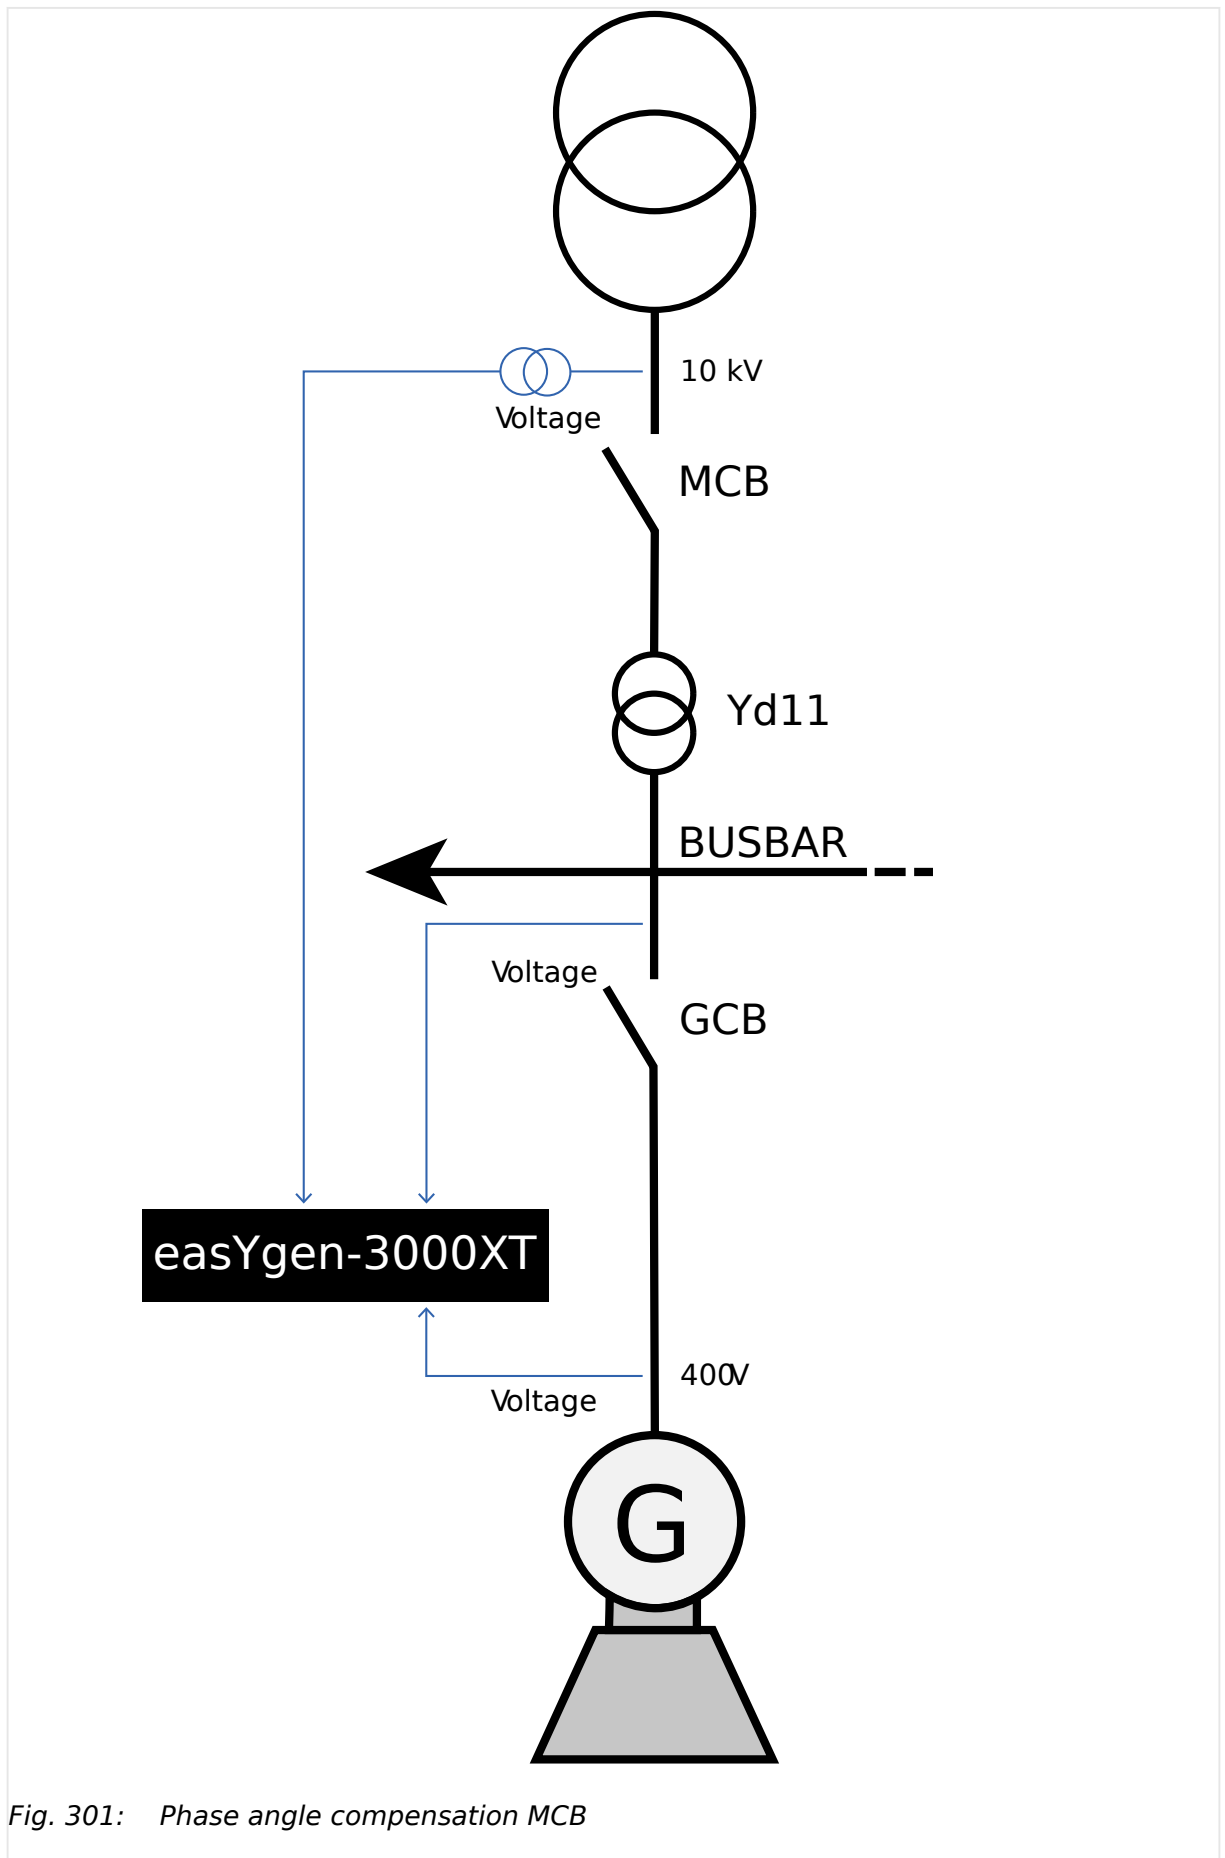 10 kV
Voltage
MCB
Yd11
BUSBAR
Voltage
GCB
easYgen-3000XT
400V
Voltage
G
Fig. 301: Phase angle compensation MCB